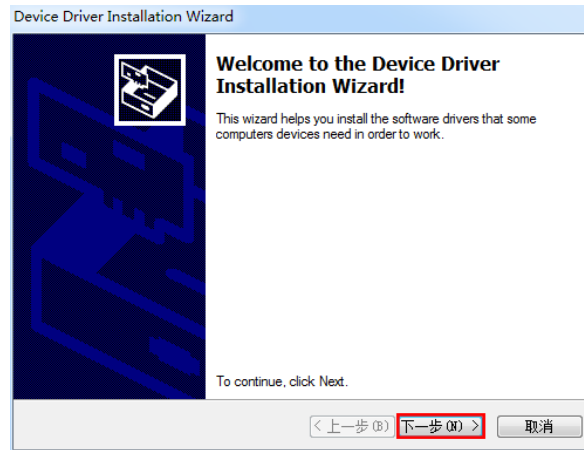 Device Driver Installation Wizard
Welcome to the Device Driver
Installation Wizard!
This wizard helps you install the software drivers that some
computers devices need in order to work.
To continue, click Next.
< 上一步(B) 下一步(N) > 取消